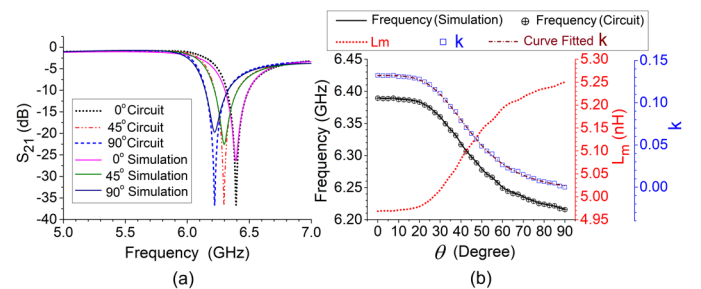 (a)
S21 (dB)
0
-5
-10
-15
-20
-25
-30
-35
-40
0° Circuit
45° Circuit
90° Circuit
0° Simulation
45° Simulation
90° Simulation
5.0 5.5 6.0 6.5 7.0
Frequency (GHz)
(a)
(b)
Frequency (Simulation) Frequency (Circuit)
Lm k Curve Fitted k
Frequency (GHz)
6.45
6.40
6.35
6.30
6.25
6.20
5.30
5.25
5.20
5.15
5.10
5.05
5.00
4.95
Lm (nH)
0.15
0.10
0.05
0.00
k
0 10 20 30 40 50 60 70 80 90
θ (Degree)
(b)